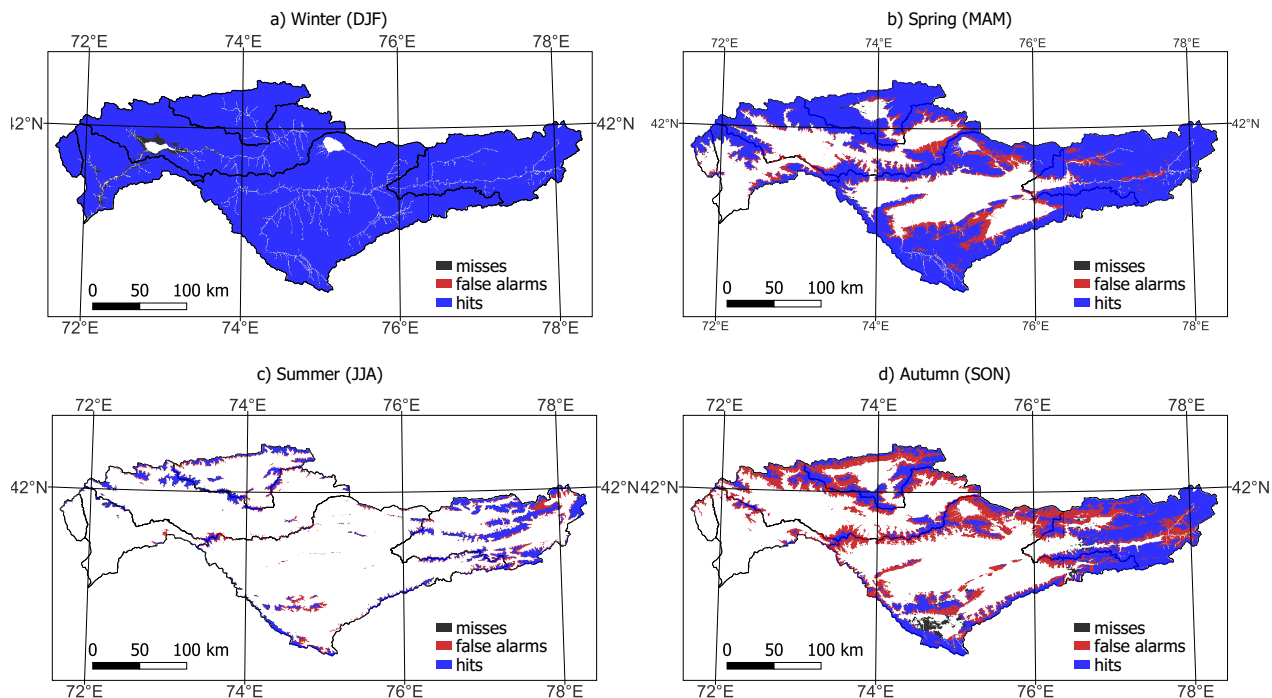 a) Winter (DJF)
72°E 74°E 76°E 78°E
42°N 42°N
misses
false alarms
hits
0 50 100 km
72°E 74°E 76°E 78°E
b) Spring (MAM)
72°E 74°E 76°E 78°E
42°N
misses
false alarms
hits
0 50 100 km
72°E 74°E 76°E 78°E
c) Summer (JJA)
72°E 74°E 76°E 78°E
42°N 42°N
misses
false alarms
hits
0 50 100 km
72°E 74°E 76°E 78°E
d) Autumn (SON)
72°E 74°E 76°E 78°E
42°N 42°N
misses
false alarms
hits
0 50 100 km
72°E 74°E 76°E 78°E